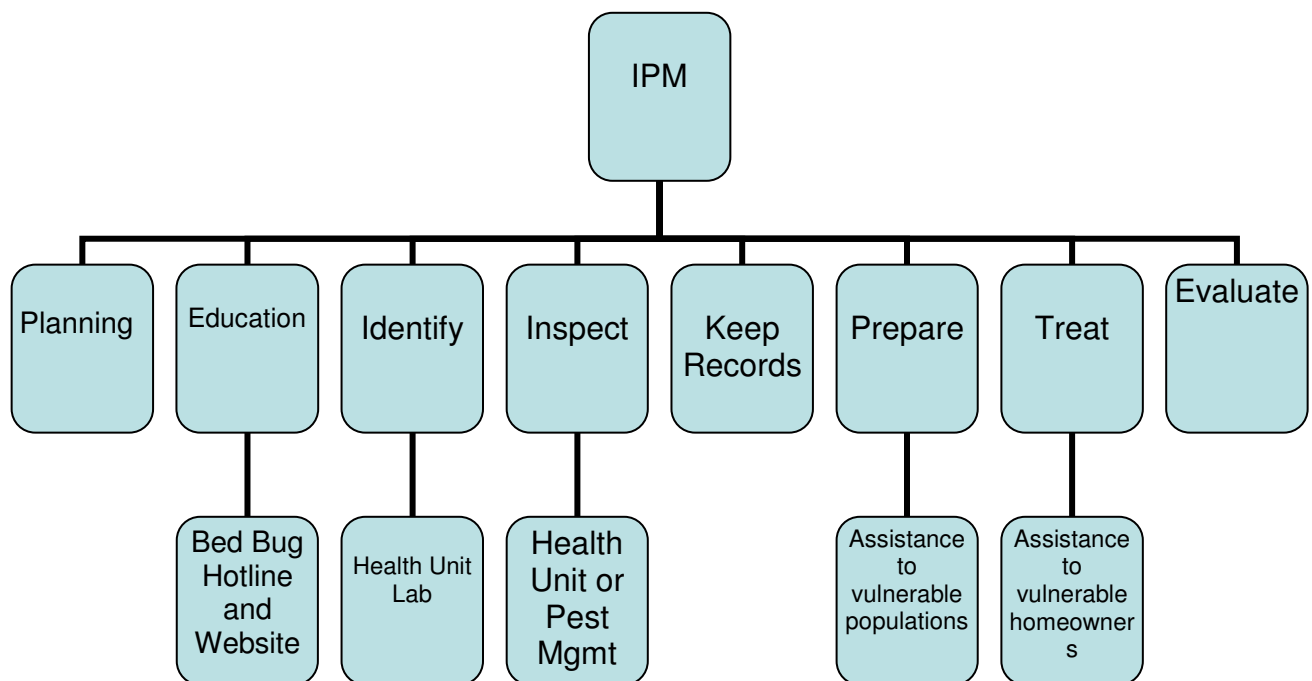 IPM
Planning
Education
Identify
Inspect
Keep
Records
Prepare
Treat
Evaluate
Bed Bug
Hotline
and
Website
Health Unit
Lab
Health
Unit or
Pest
Mgmt
Assistance
to
vulnerable
populations
Assistance
to
vulnerable
homeowner
s